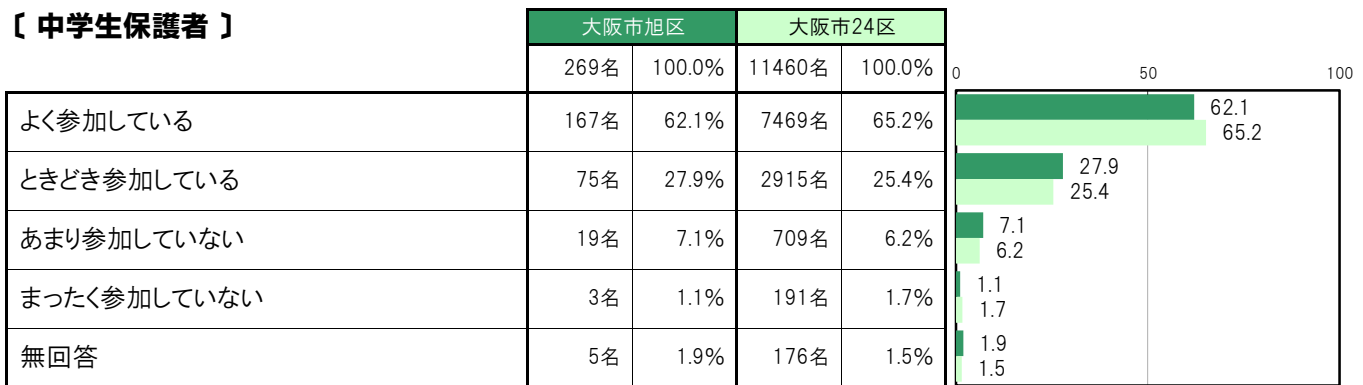 〔 中学生保護者 〕
大阪市旭区 大阪市24区
269名 100.0% 11460名 100.0%
0 50 100
よく参加している 167名 62.1% 7469名 65.2%
62.1
65.2
ときどき参加している 75名 27.9% 2915名 25.4%
27.9
25.4
あまり参加していない 19名 7.1% 709名 6.2%
7.1
6.2
まったく参加していない 3名 1.1% 191名 1.7%
1.1
1.7
無回答 5名 1.9% 176名 1.5%
1.9
1.5